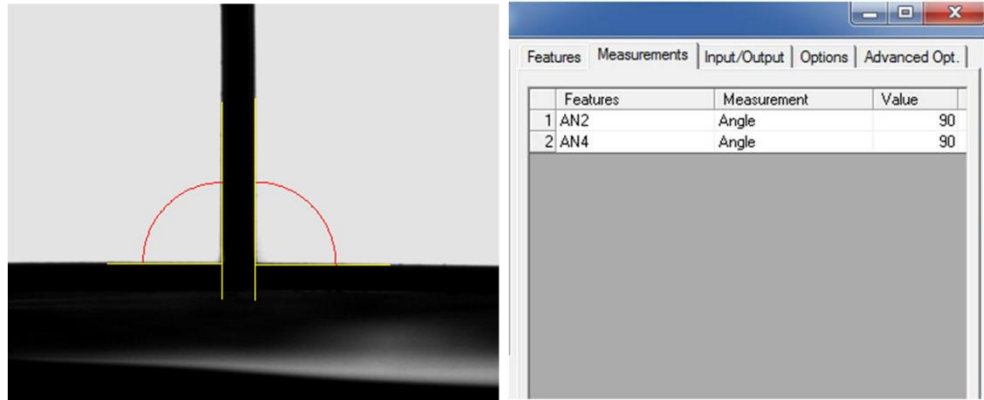 Features Measurements Input/Output Options Advanced Opt.
Features Measurement Value
1 AN2 Angle 90
2 AN4 Angle 90